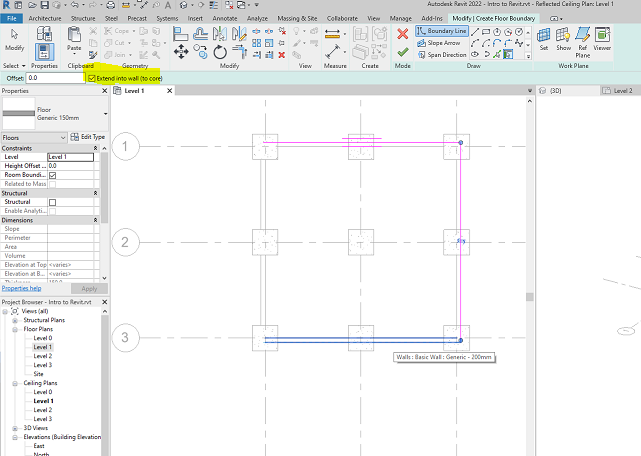 Autodesk Revit 2022 - Intro to Revit.rvt - Reflected Ceiling Plan: Level 1
File Architecture Structure Steel Precast Systems Insert Annotate Analyze Massing & Site Collaborate View Manage Add-Ins Modify | Create Floor Boundary
Modify
Paste
Cope
Cut
Join
Boundary Line
Slope Arrow
Span Direction
Set Show Ref Plane Viewer
Select Properties Clipboard Geometry Modify View Measure Create Mode Draw Work Plane
Offset: 0.0 Extend into wall (to core)
Properties
Level 1
(3D)
Level 2
Floor
Generic 150mm
Floors
Edit Type
Constraints
Level Level 1
Height Offset ... 0.0
Room Boundi...
Related to Mass
Structural
Structural
Enable Analyti...
Dimensions
Slope
Perimeter
Area
Volume
Elevation at Top <varies>
Elevation at B... <varies>
Properties help
Apply
Project Browser - Intro to Revit.rvt
Views (all)
Structural Plans
Floor Plans
Level 0
Level 1
Level 2
Level 3
Site
Ceiling Plans
Level 0
Level 1
Level 2
Level 3
3D Views
Elevations (Building Elevation
East
North
1
2
3
Walls : Basic Wall : Generic - 200mm